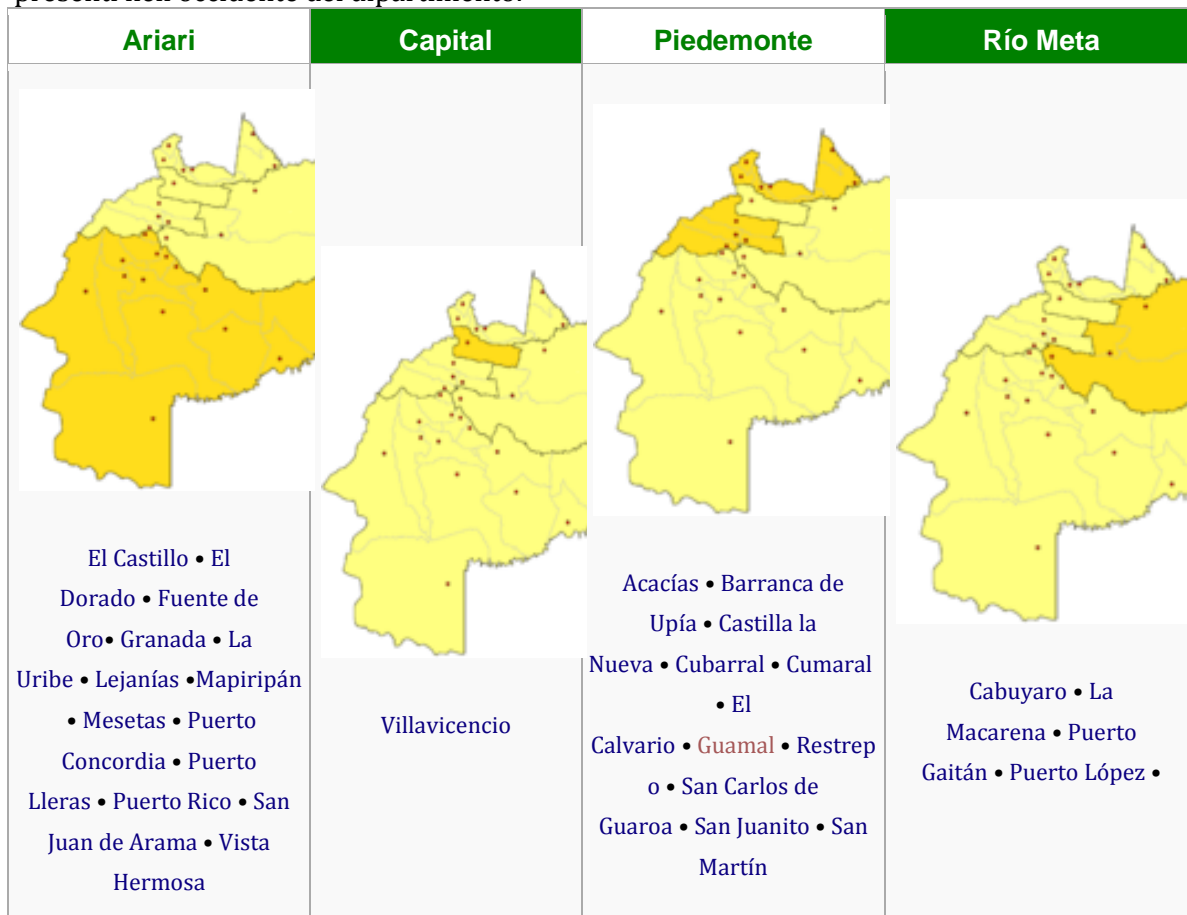 Ariari
Capital
Piedemonte
Río Meta
El Castillo • El
Dorado • Fuente de
Oro• Granada • La
Uribe • Lejanías •Mapiripán
• Mesetas • Puerto
Concordia • Puerto
Lleras • Puerto Rico • San
Juan de Arama • Vista
Hermosa
Villavicencio
Acacías • Barranca de
Upía • Castilla la
Nueva • Cubarral • Cumaral
• El
Calvario • Guamal • Restrep
o • San Carlos de
Guaroa • San Juanito • San
Martín
Cabuyaro • La
Macarena • Puerto
Gaitán • Puerto López •